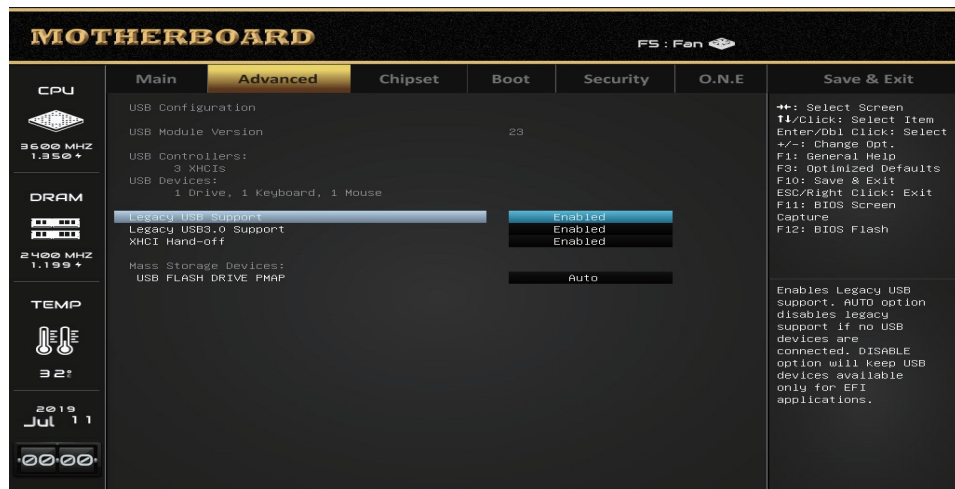 MOTHERBOARD
F5 : Fan
CPU
3600 MHZ
1.350 +
DRAM
2400 MHZ
1.199 +
TEMP
32°
2019
Jul 11
00:00
Main Advanced Chipset Boot Security O.N.E Save & Exit
USB Configuration
USB Module Version 23
USB Controllers:
3 XHCIs
USB Devices:
1 Drive, 1 Keyboard, 1 Mouse
Legacy USB Support Enabled
Legacy USB3.0 Support Enabled
XHCI Hand-off Enabled
Mass Storage Devices:
USB FLASH DRIVE PMAP Auto
→←: Select Screen
↑↓/Click: Select Item
Enter/Dbl Click: Select
+/-: Change Opt.
F1: General Help
F3: Optimized Defaults
F10: Save & Exit
ESC/Right Click: Exit
F11: BIOS Screen
Capture
F12: BIOS Flash
Enables Legacy USB
support. AUTO option
disables legacy
support if no USB
devices are
connected. DISABLE
option will keep USB
devices available
only for EFI
applications.